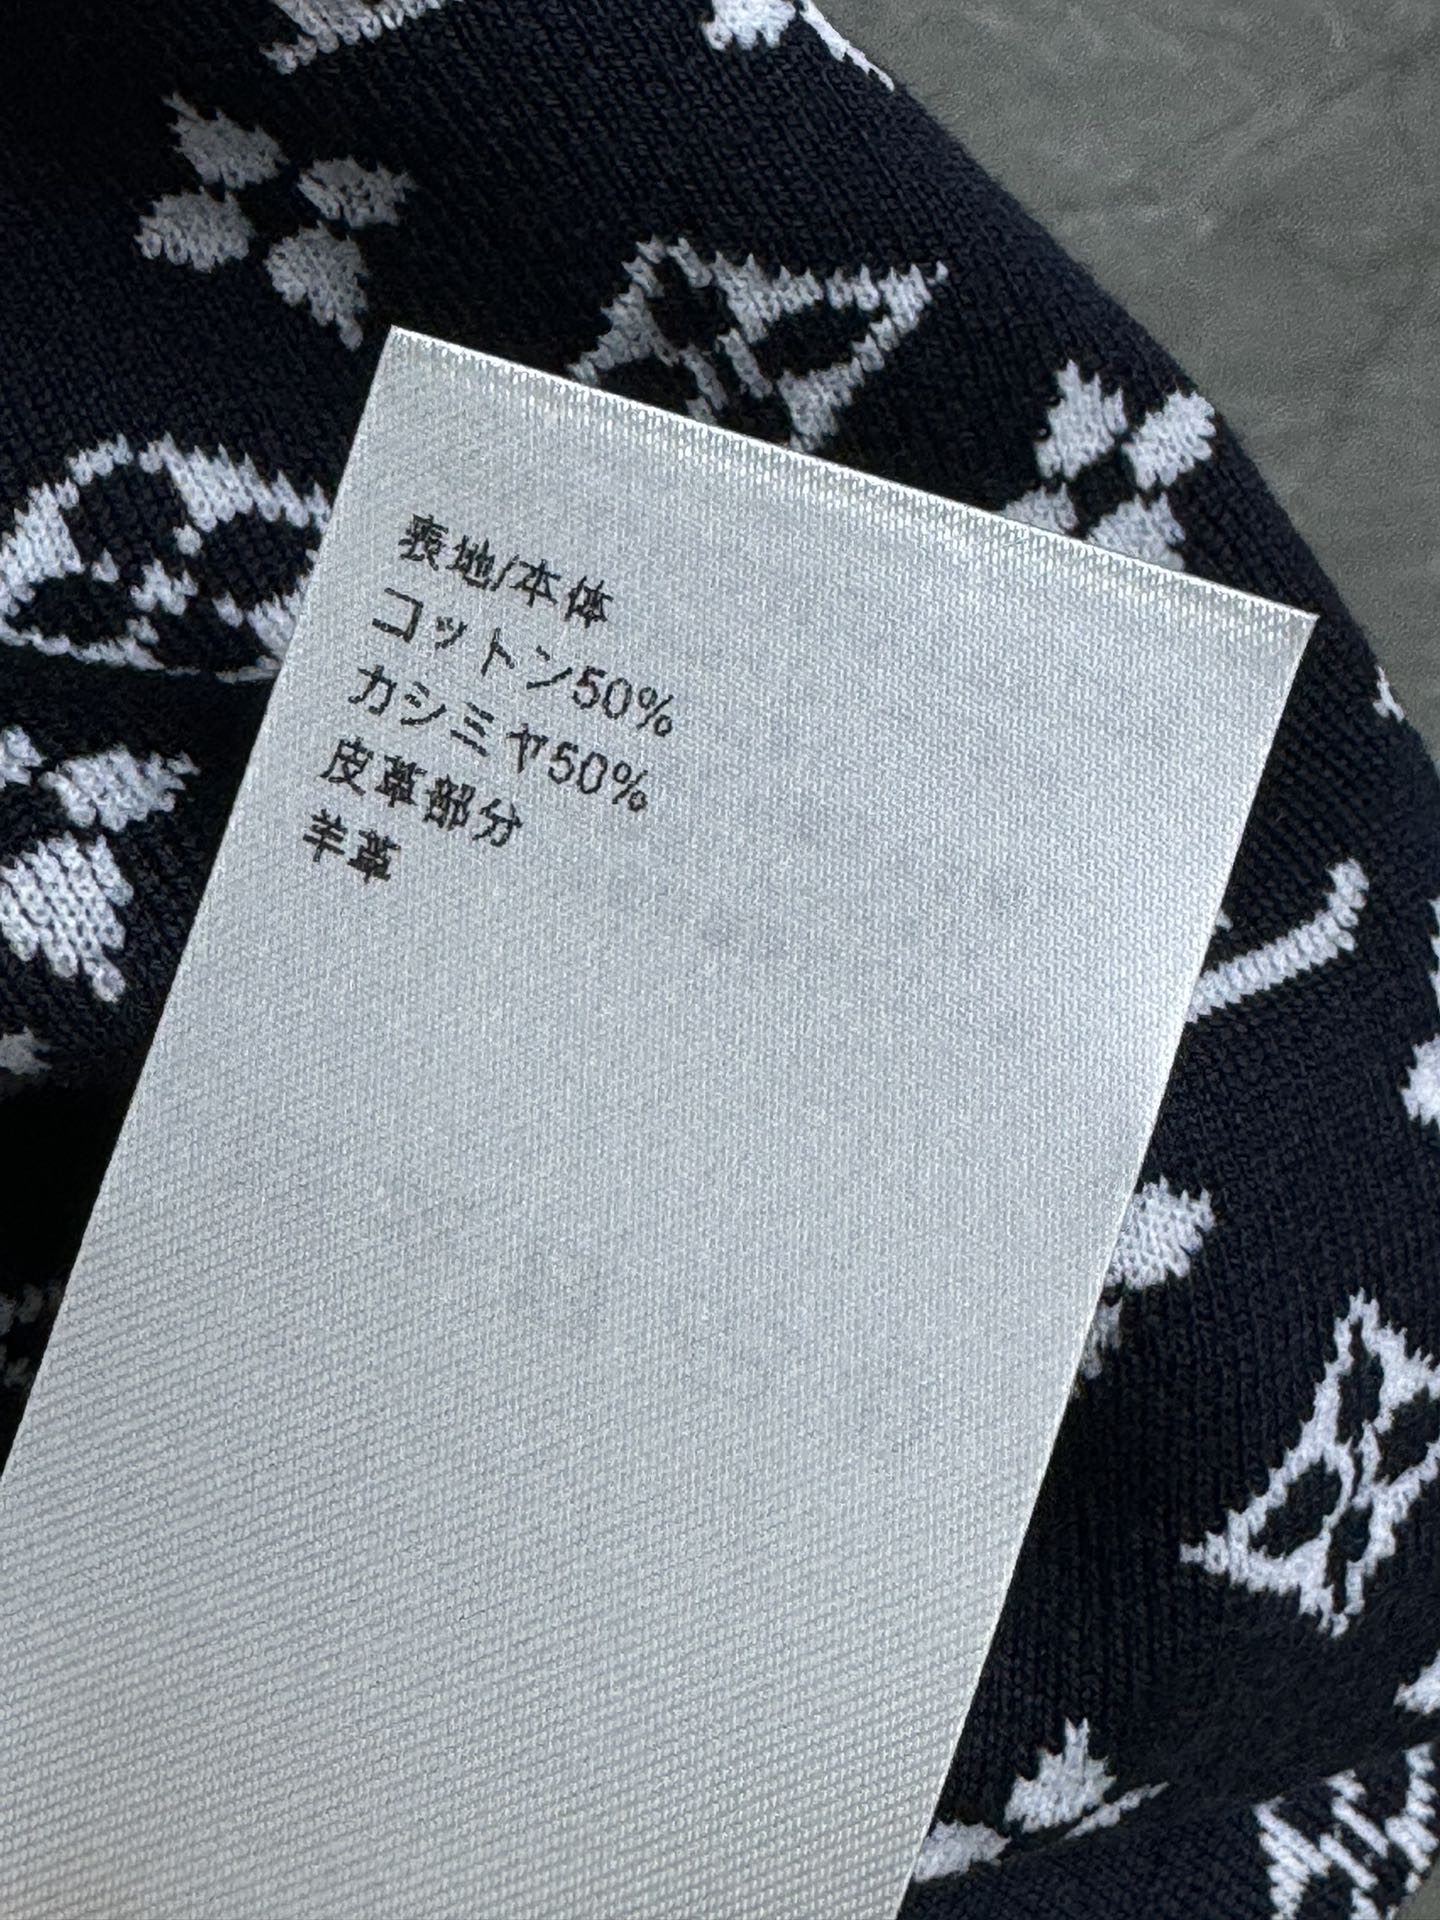 表地/本体
コットン50%
カシミヤ50%
皮革部分
羊革